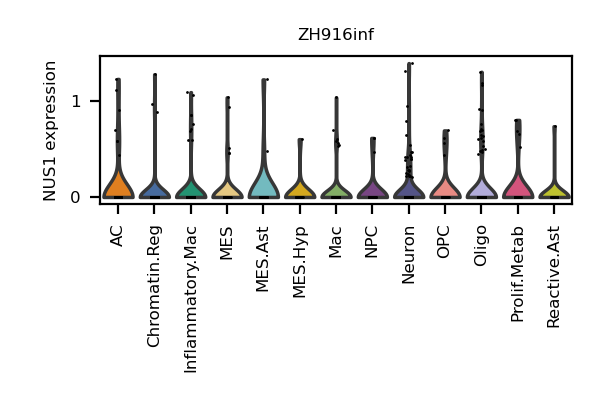 ZH916inf
NUS1 expression
1
0
AC
Chromatin.Reg
Inflammatory.Mac
MES
MES.Ast
MES.Hyp
Mac
NPC
Neuron
OPC
Oligo
Prolif.Metab
Reactive.Ast